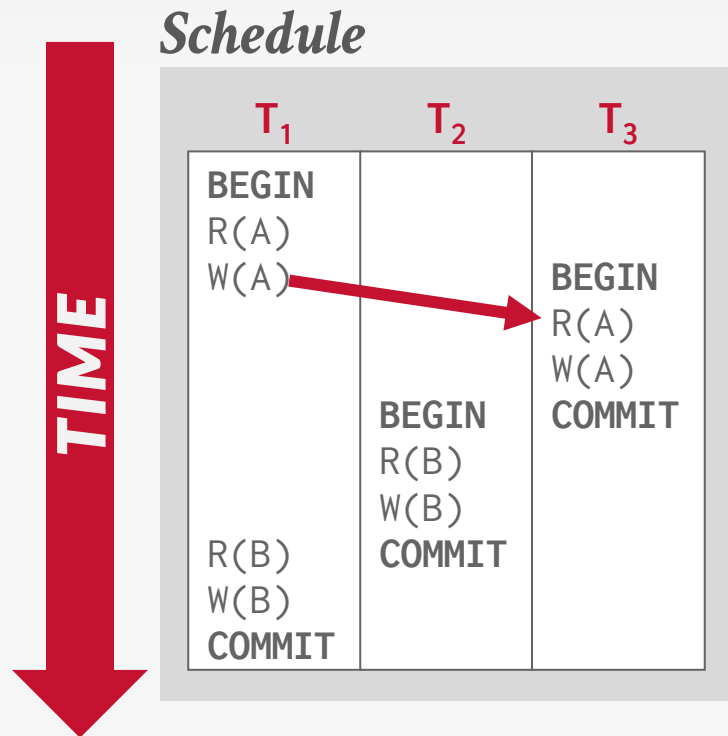 Schedule
TIME
T₁ T₂ T₃
BEGIN
R(A)
W(A) BEGIN
R(A)
W(A)
BEGIN COMMIT
R(B)
W(B)
R(B) COMMIT
W(B)
COMMIT